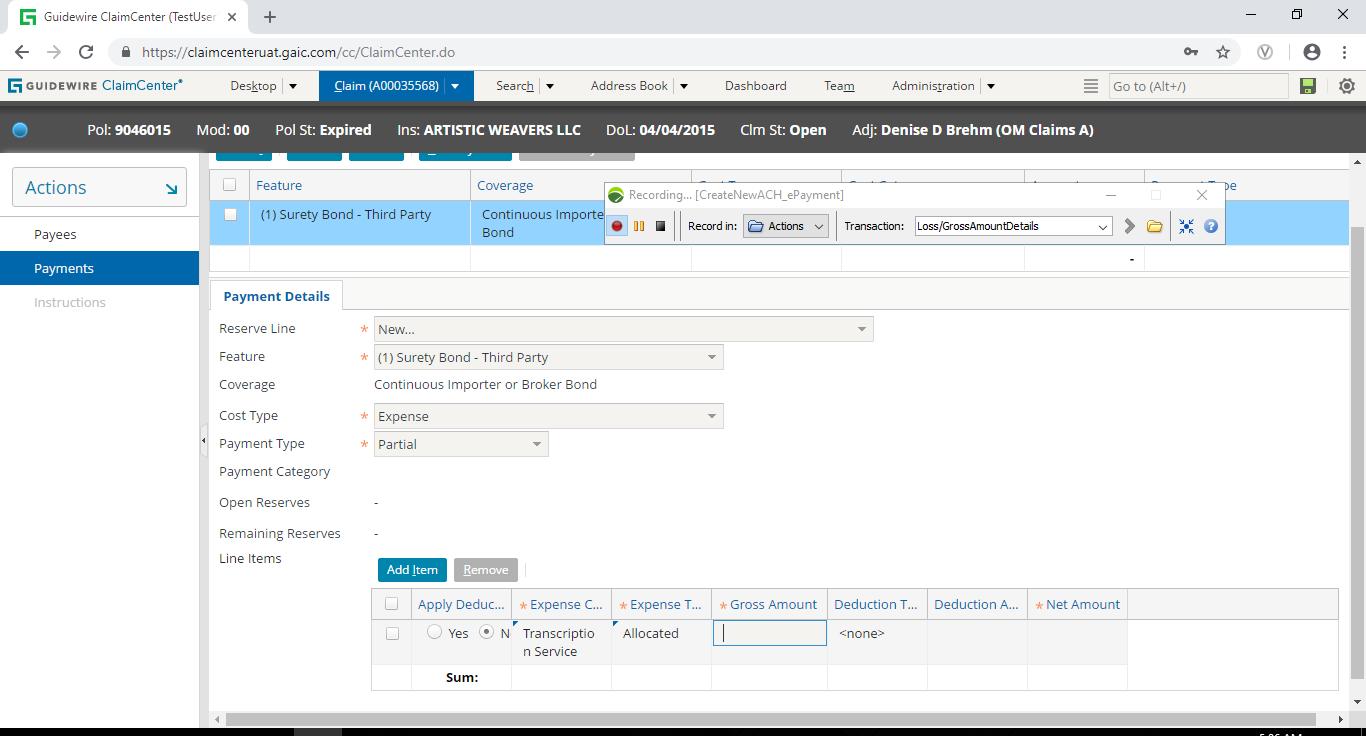 Guidewire ClaimCenter (TestUser
https://claimcenteruat.gaic.com/cc/ClaimCenter.do
GUIDEWIRE ClaimCenter
Desktop
Claim (A00035568)
Search
Address Book
Dashboard
Team
Administration
Go to (Alt+/)
Pol: 9046015 Mod: 00 Pol St: Expired Ins: ARTISTIC WEAVERS LLC DoL: 04/04/2015 Clm St: Open Adj: Denise D Brehm (OM Claims A)
Actions
Payees
Payments
Instructions
Feature Coverage
(1) Surety Bond - Third Party
Continuous Importe
Bond
-
Recording... [CreateNewACH_ePayment]
Record in: Actions Transaction: Loss/GrossAmountDetails
Payment Details
Reserve Line * New...
Feature * (1) Surety Bond - Third Party
Coverage Continuous Importer or Broker Bond
Cost Type * Expense
Payment Type * Partial
Payment Category
Open Reserves -
Remaining Reserves -
Line Items
Add Item Remove
Apply Deduc... * Expense C... * Expense T... * Gross Amount Deduction T... Deduction A... * Net Amount
Yes N Transcriptio Allocated <none>
n Service
Sum: